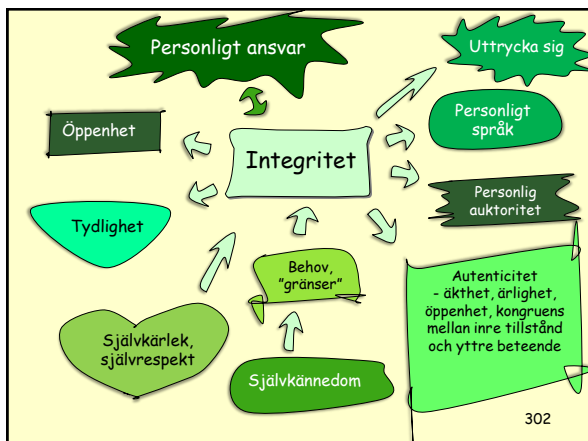 Personligt ansvar
Uttrycka sig
Öppenhet
Personligt
språk
Integritet
Personlig
auktoritet
Tydlighet
Behov,
"gränser"
Autenticitet
- äkthet, ärlighet,
öppenhet, kongruens
mellan inre tillstånd
och yttre beteende
Självkärlek,
självrespekt
Självkännedom
302